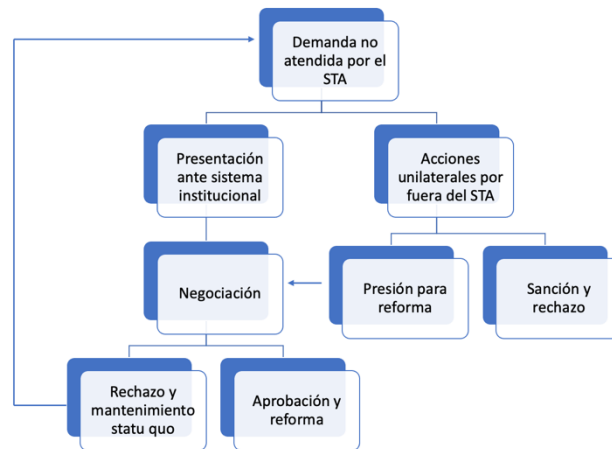 Demanda no
atendida por el
STA
Presentación
ante sistema
institucional
Acciones
unilaterales por
fuera del STA
Negociación
Presión para
reforma
Sanción y
rechazo
Rechazo y
mantenimiento
statu quo
Aprobación y
reforma